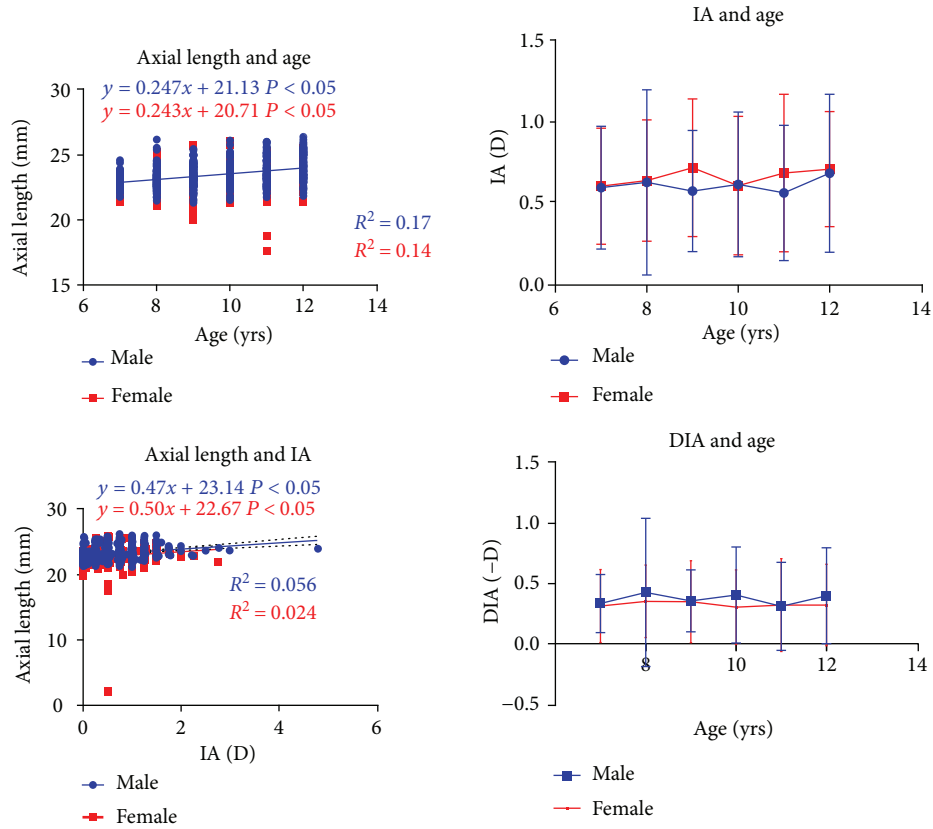 Axial length and age
y = 0.247x + 21.13 P < 0.05
y = 0.243x + 20.71 P < 0.05
Axial length (mm)
30
25
20
15
R² = 0.17
R² = 0.14
6 8 10 12 14
Age (yrs)
Male
Female
IA and age
IA (D)
1.5
1.0
0.5
0.0
6 8 10 12 14
Age (yrs)
Male
Female
Axial length and IA
y = 0.47x + 23.14 P < 0.05
y = 0.50x + 22.67 P < 0.05
Axial length (mm)
30
20
10
0
R² = 0.056
R² = 0.024
0 2 4 6
IA (D)
Male
Female
DIA and age
DIA (−D)
1.5
1.0
0.5
0.0
−0.5
8 10 12 14
Age (yrs)
Male
Female